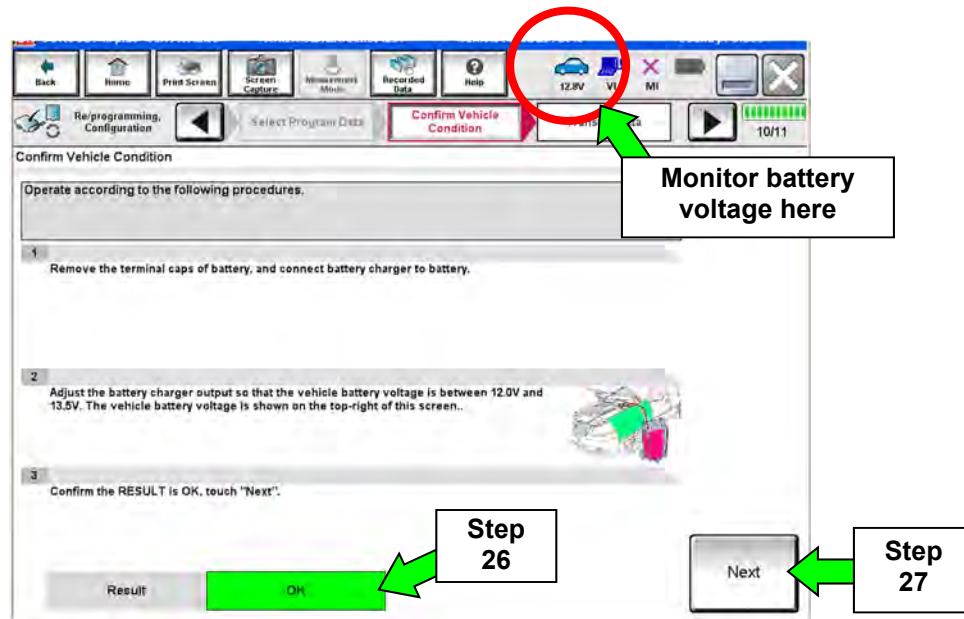 Back
Home
Print Screen
Screen
Capture
Measurement
Mode
Recorded
Data
Help
12.8V
VI
MI
Re/programming,
Configuration
Select Program Data
Confirm Vehicle
Condition
10/11
Confirm Vehicle Condition
Operate according to the following procedures.
Monitor battery
voltage here
1
Remove the terminal caps of battery, and connect battery charger to battery.
2
Adjust the battery charger output so that the vehicle battery voltage is between 12.0V and
13.5V. The vehicle battery voltage is shown on the top-right of this screen..
3
Confirm the RESULT is OK, touch "Next".
Step
26
Result
OK
Next
Step
27